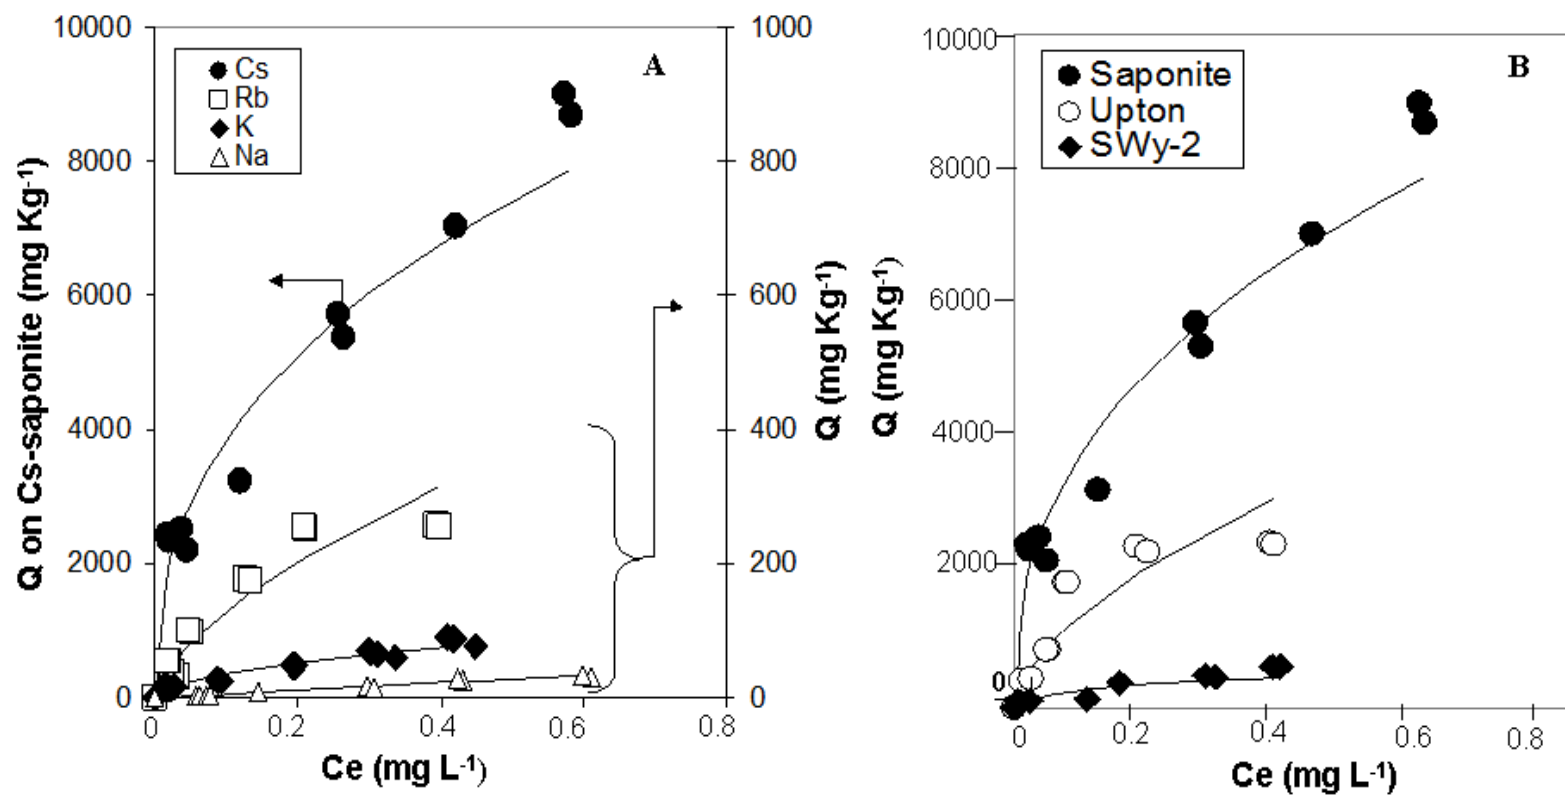 Q on Cs-saponite (mg Kg-1)
10000
8000
6000
4000
2000
0
Cs
Rb
K
Na
A
1000
800
600
400
200
0
Q (mg Kg-1)
0
0.2
0.4
0.6
0.8
Ce (mg L-1)
Q (mg Kg-1)
10000
8000
6000
4000
2000
0
Saponite
Upton
SWy-2
B
0
0.2
0.4
0.6
0.8
Ce (mg L-1)